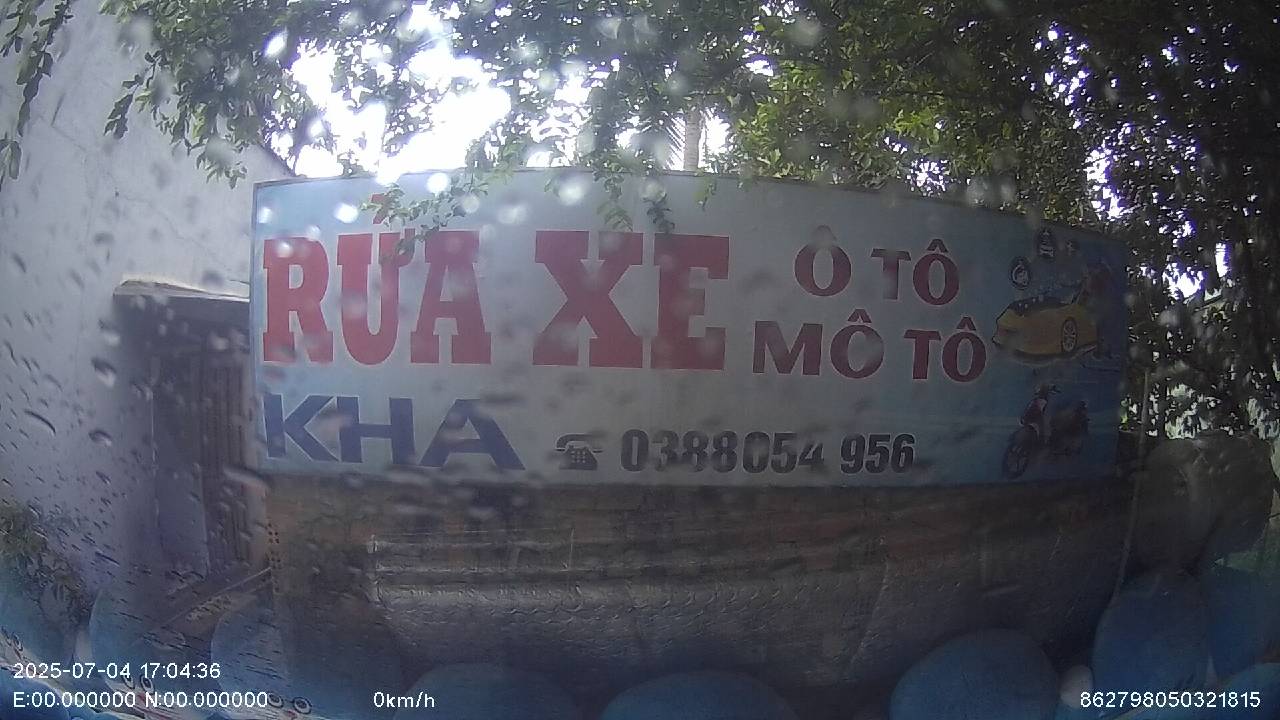 RỬA XE
Ô TÔ
MÔ TÔ
KHA
0388054 956
2025-07-04 17:04:36
E:00.000000 N:00.000000
0km/h
862798050321815